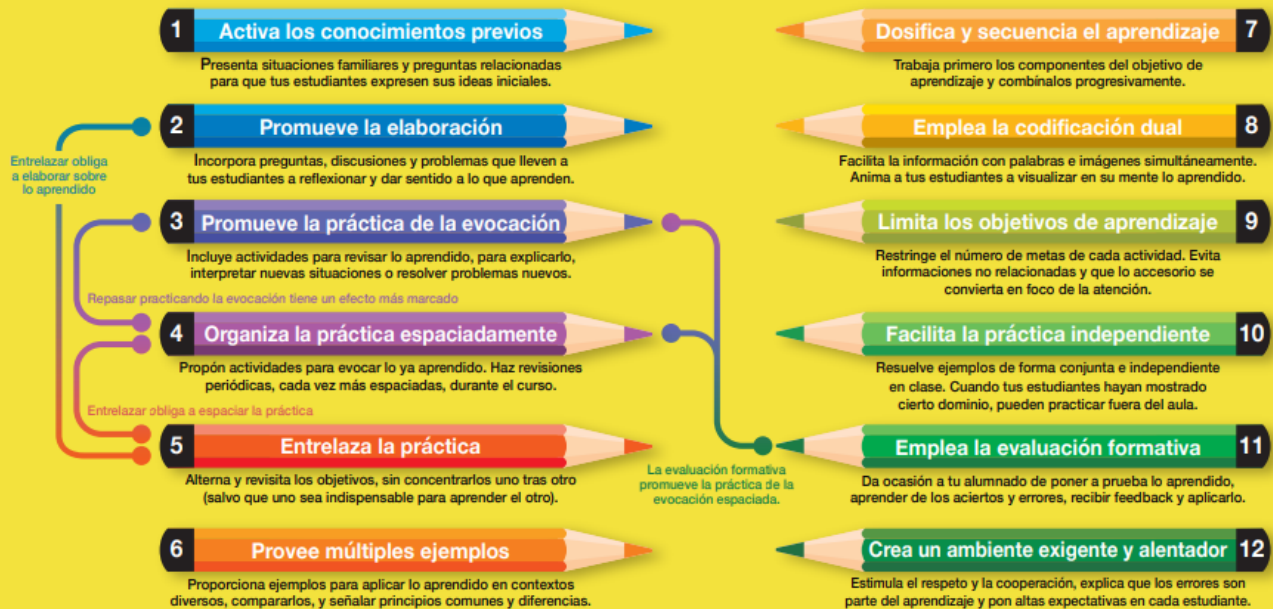 1 Activa los conocimientos previos
Presenta situaciones familiares y preguntas relacionadas
para que tus estudiantes expresen sus ideas iniciales.
2 Promueve la elaboración
Incorpora preguntas, discusiones y problemas que lleven a
tus estudiantes a reflexionar y dar sentido a lo que aprenden.
Entrelazar obliga
a elaborar sobre
lo aprendido
3 Promueve la práctica de la evocación
Incluye actividades para revisar lo aprendido, para explicarlo,
interpretar nuevas situaciones o resolver problemas nuevos.
Repasar practicando la evocación tiene un efecto más marcado
4 Organiza la práctica espaciadamente
Propón actividades para evocar lo ya aprendido. Haz revisiones
periódicas, cada vez más espaciadas, durante el curso.
Entrelazar obliga a espaciar la práctica
5 Entrelaza la práctica
Alterna y revisita los objetivos, sin concentrarlos uno tras otro
(salvo que uno sea indispensable para aprender el otro).
6 Provee múltiples ejemplos
Proporciona ejemplos para aplicar lo aprendido en contextos
diversos, compararlos, y señalar principios comunes y diferencias.
Dosifica y secuencia el aprendizaje 7
Trabaja primero los componentes del objetivo de
aprendizaje y combínalos progresivamente.
Emplea la codificación dual 8
Facilita la información con palabras e imágenes simultáneamente.
Anima a tus estudiantes a visualizar en su mente lo aprendido.
Limita los objetivos de aprendizaje 9
Restringe el número de metas de cada actividad. Evita
informaciones no relacionadas y que lo accesorio se
convierta en foco de la atención.
Facilita la práctica independiente 10
Resuelve ejemplos de forma conjunta e independiente
en clase. Cuando tus estudiantes hayan mostrado
cierto dominio, pueden practicar fuera del aula.
Emplea la evaluación formativa 11
La evaluación formativa
promueve la práctica de la
evocación espaciada.
Da ocasión a tu alumnado de poner a prueba lo aprendido,
aprender de los aciertos y errores, recibir feedback y aplicarlo.
Crea un ambiente exigente y alentador 12
Estimula el respeto y la cooperación, explica que los errores son
parte del aprendizaje y pon altas expectativas en cada estudiante.